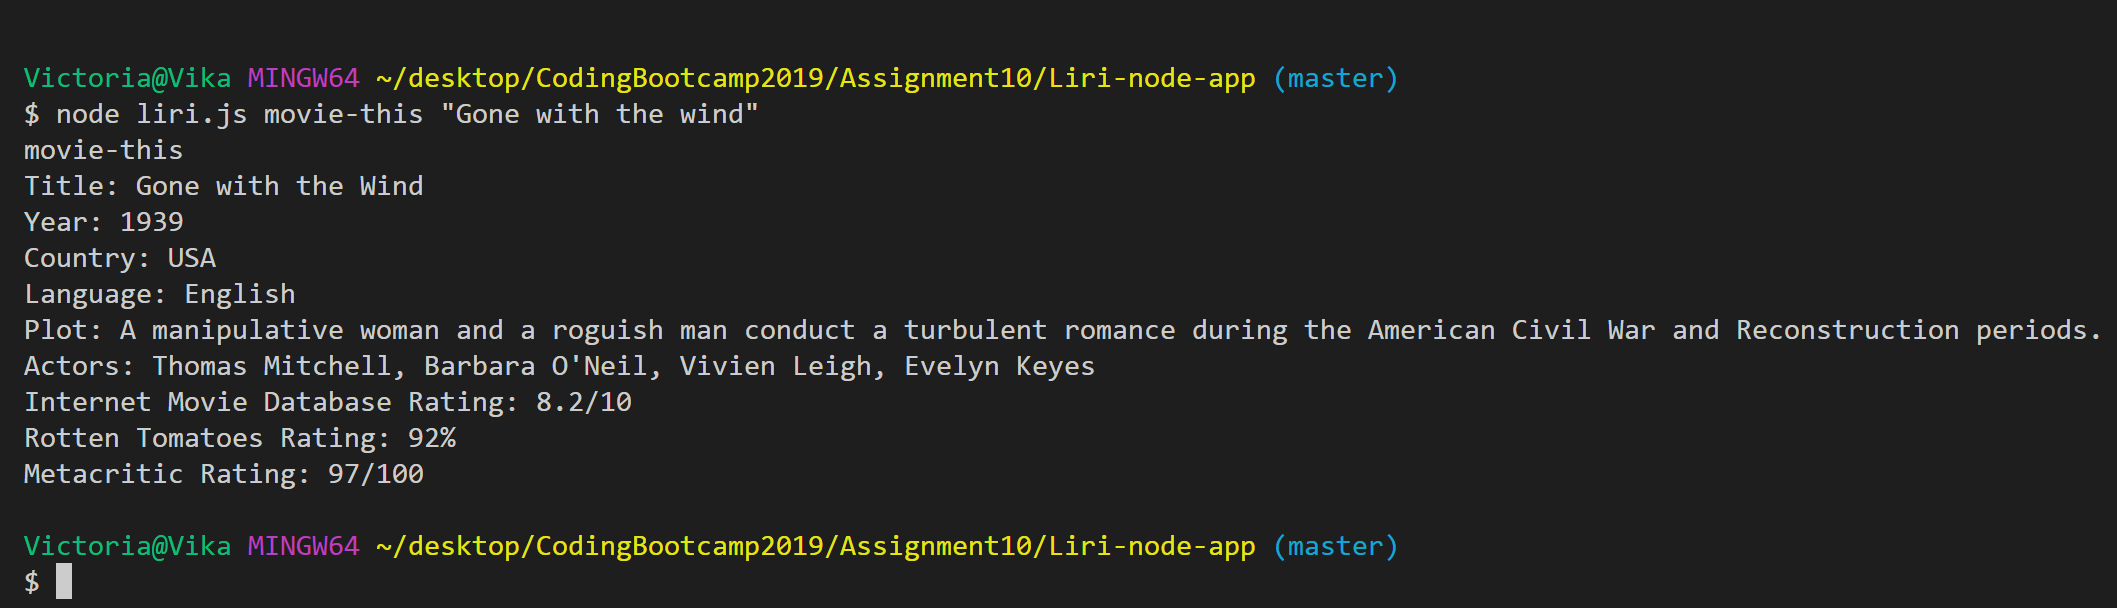 Victoria@Vika MINGW64 ~/desktop/CodingBootcamp2019/Assignment10/Liri-node-app (master)
$ node liri.js movie-this "Gone with the wind"
movie-this
Title: Gone with the Wind
Year: 1939
Country: USA
Language: English
Plot: A manipulative woman and a roguish man conduct a turbulent romance during the American Civil War and Reconstruction periods.
Actors: Thomas Mitchell, Barbara O'Neil, Vivien Leigh, Evelyn Keyes
Internet Movie Database Rating: 8.2/10
Rotten Tomatoes Rating: 92%
Metacritic Rating: 97/100
Victoria@Vika MINGW64 ~/desktop/CodingBootcamp2019/Assignment10/Liri-node-app (master)
$